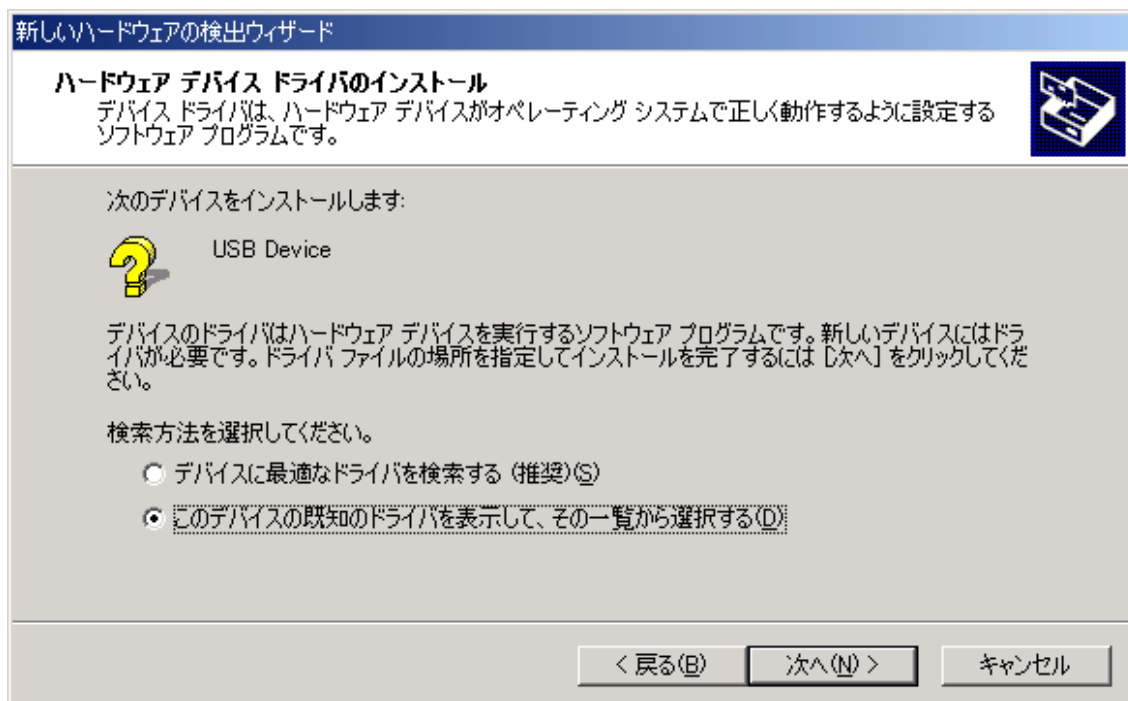 新しいハードウェアの検出ウィザード
ハードウェア デバイス ドライバのインストール
デバイス ドライバは、ハードウェア デバイスがオペレーティング システムで正しく動作するように設定する
ソフトウェア プログラムです。
次のデバイスをインストールします:
USB Device
デバイスのドライバはハードウェア デバイスを実行するソフトウェア プログラムです。新しいデバイスにはドラ
イバが必要です。ドライバ ファイルの場所を指定してインストールを完了するには [次へ] をクリックしてくだ
さい。
検索方法を選択してください。
デバイスに最適なドライバを検索する (推奨)(S)
このデバイスの既知のドライバを表示して、その一覧から選択する(D)
< 戻る(B) 次へ(N) > キャンセル